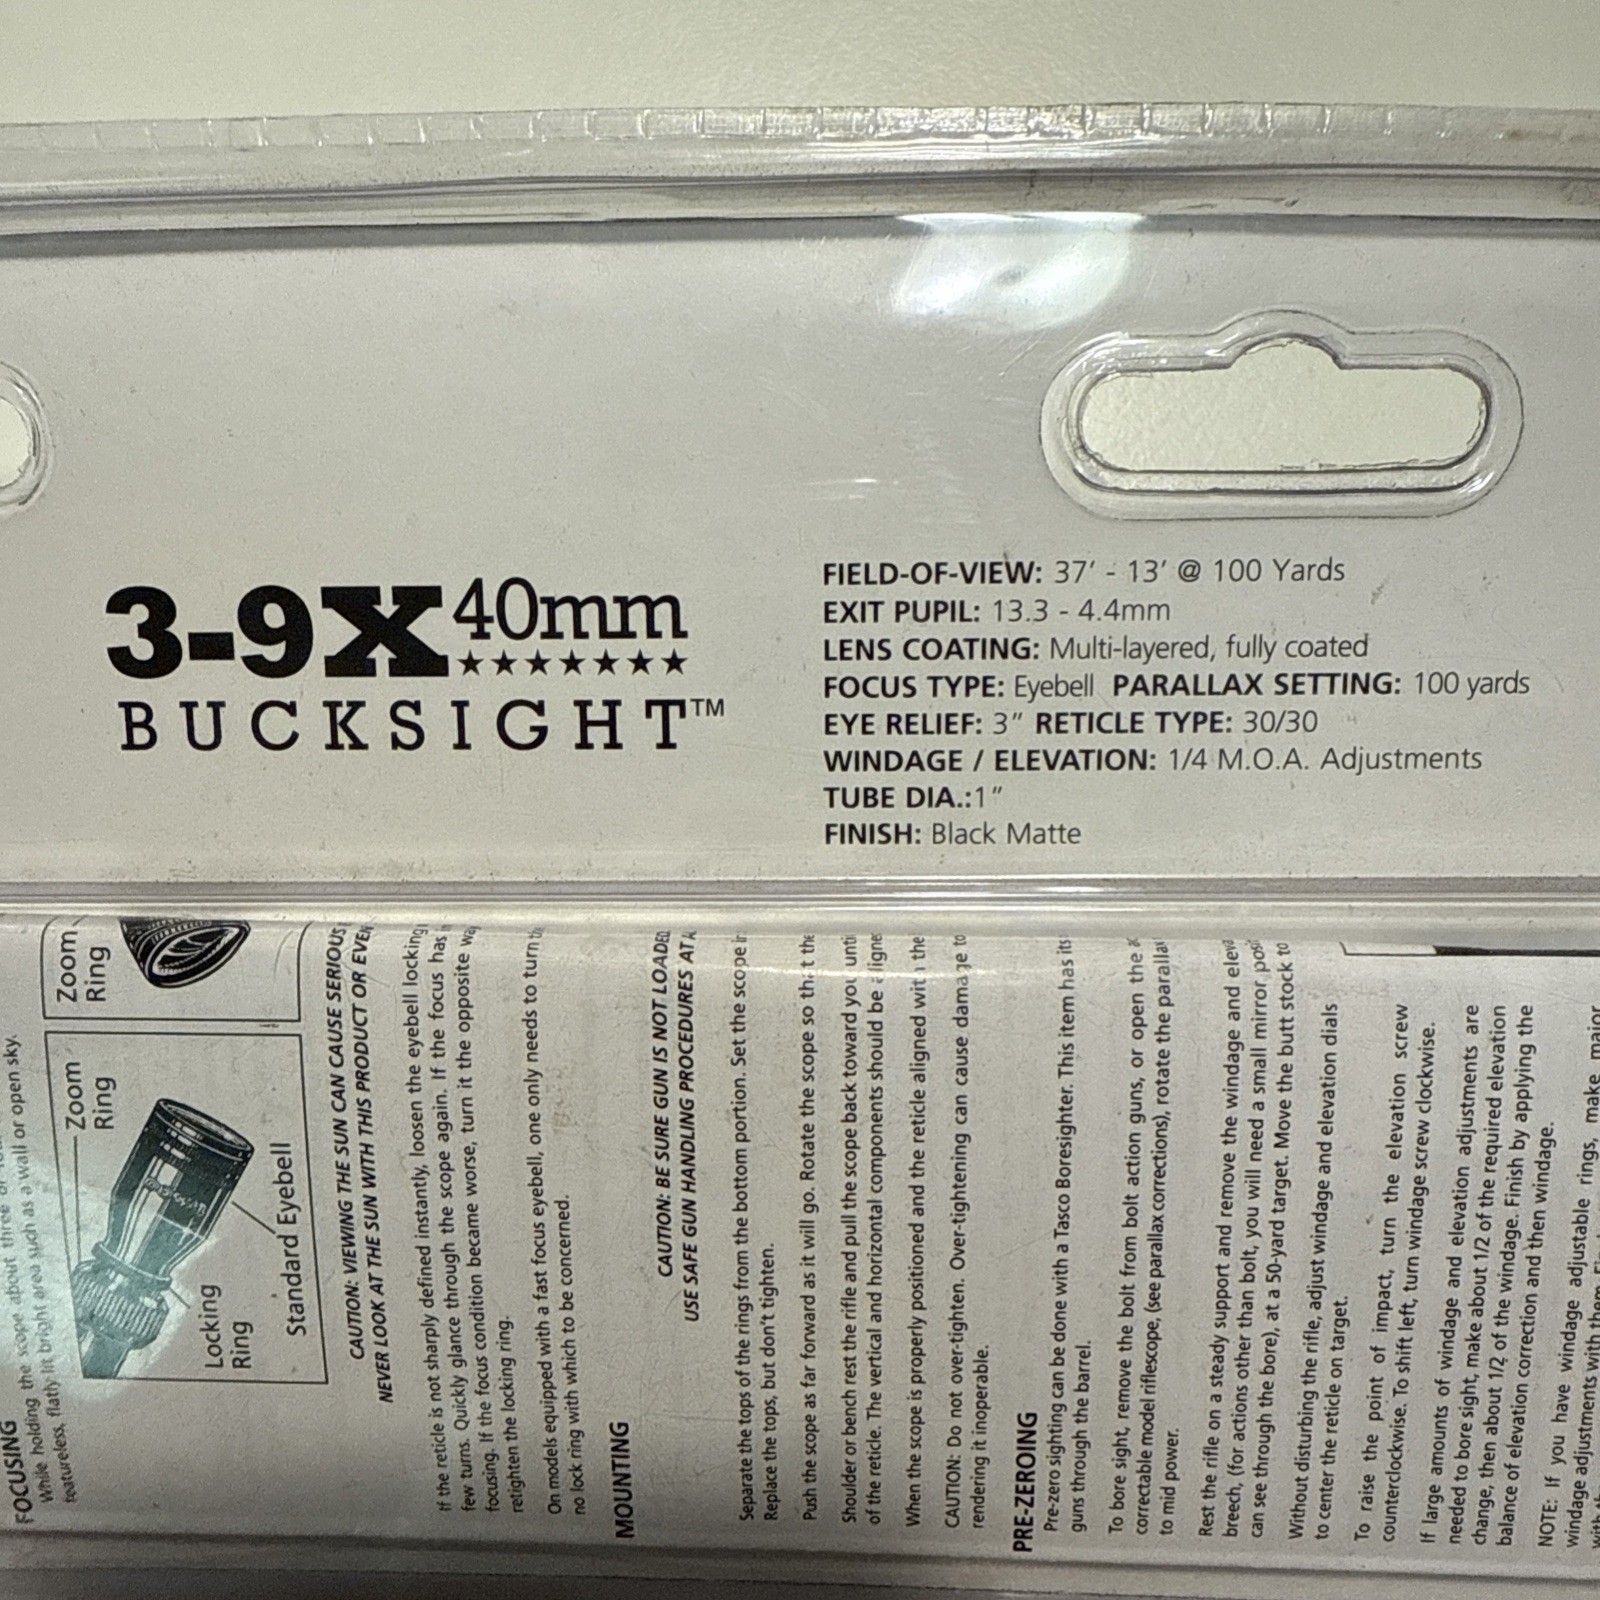 3-9X 40mm
BUCKSIGHT™
FIELD-OF-VIEW: 37' - 13' @ 100 Yards
EXIT PUPIL: 13.3 - 4.4mm
LENS COATING: Multi-layered, fully coated
FOCUS TYPE: Eyebell PARALLAX SETTING: 100 yards
EYE RELIEF: 3" RETICLE TYPE: 30/30
WINDAGE / ELEVATION: 1/4 M.O.A. Adjustments
TUBE DIA.:1"
FINISH: Black Matte
FOCUSING
While holding the scope about three
featureless, flatly lit bright area such as a wall or open sky.
Zoom
Ring
Zoom
Ring
Locking
Ring
Standard Eyebell
CAUTION: VIEWING THE SUN CAN CAUSE SERIOUS
NEVER LOOK AT THE SUN WITH THIS PRODUCT OR EVEN
If the reticle is not sharply defined instantly, loosen the eyebell locking
few turns. Quickly glance through the scope again. If the focus has
focusing. If the focus condition became worse, turn it the opposite way
retighten the locking ring.
On models equipped with a fast focus eyebell, one only needs to turn
no lock ring with which to be concerned.
MOUNTING
CAUTION: BE SURE GUN IS NOT LOADED
USE SAFE GUN HANDLING PROCEDURES AT
Separate the tops of the rings from the bottom portion. Set the scope
Replace the tops, but don't tighten.
Push the scope as far forward as it will go. Rotate the scope so that the
Shoulder or bench rest the rifle and pull the scope back toward you until
of the reticle. The vertical and horizontal components should be aligned
When the scope is properly positioned and the reticle aligned with the
CAUTION: Do not over-tighten. Over-tightening can cause damage to
rendering it inoperable.
PRE-ZEROING
Pre-zero sighting can be done with a Tasco Boresighter. This item has its
guns through the barrel.
To bore sight, remove the bolt from bolt action guns, or open the
correctable model riflescope, (see parallax corrections), rotate the parallax
to mid power.
Rest the rifle on a steady support and remove the windage and
breech, (for actions other than bolt, you will need a small mirror
can see through the bore), at a 50-yard target. Move the butt stock to
Without disturbing the rifle, adjust windage and elevation dials
to center the reticle on target.
To raise the point of impact, turn the elevation screw
counterclockwise. To shift left, turn windage screw clockwise.
If large amounts of windage and elevation adjustments are
needed to bore sight, make about 1/2 of the required elevation
change, then about 1/2 of the windage. Finish by applying the
balance of elevation correction and then windage.
NOTE: If you have windage adjustable rings, make major
windage adjustments with them.